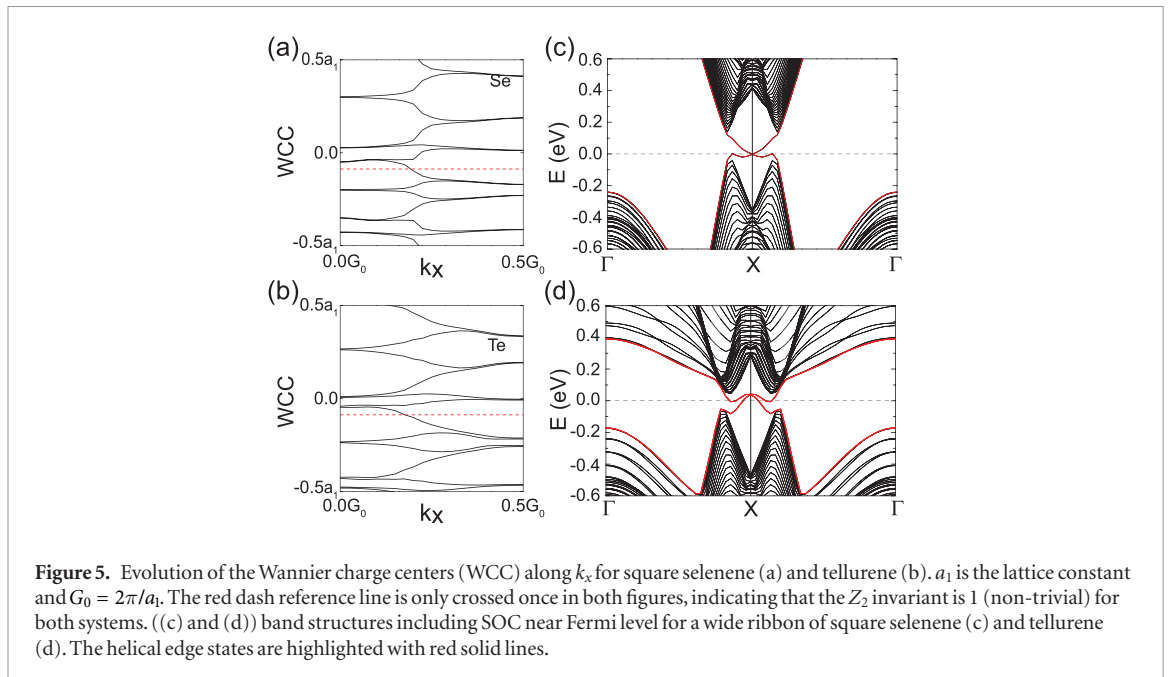 (a)
0.5a₁
Se
WCC
0.0
-0.5a₁
0.0G₀
kx
0.5G₀
(c)
0.6
0.4
0.2
E (eV)
0.0
-0.2
-0.4
-0.6
Γ
X
Γ
(b)
0.5a₁
Te
WCC
0.0
-0.5a₁
0.0G₀
kx
0.5G₀
(d)
0.6
0.4
0.2
E (eV)
0.0
-0.2
-0.4
-0.6
Γ
X
Γ
Figure 5. Evolution of the Wannier charge centers (WCC) along kₓ for square selenene (a) and tellurene (b). a₁ is the lattice constant
and G₀ = 2π/a₁. The red dash reference line is only crossed once in both figures, indicating that the Z₂ invariant is 1 (non-trivial) for
both systems. ((c) and (d)) band structures including SOC near Fermi level for a wide ribbon of square selenene (c) and tellurene
(d). The helical edge states are highlighted with red solid lines.